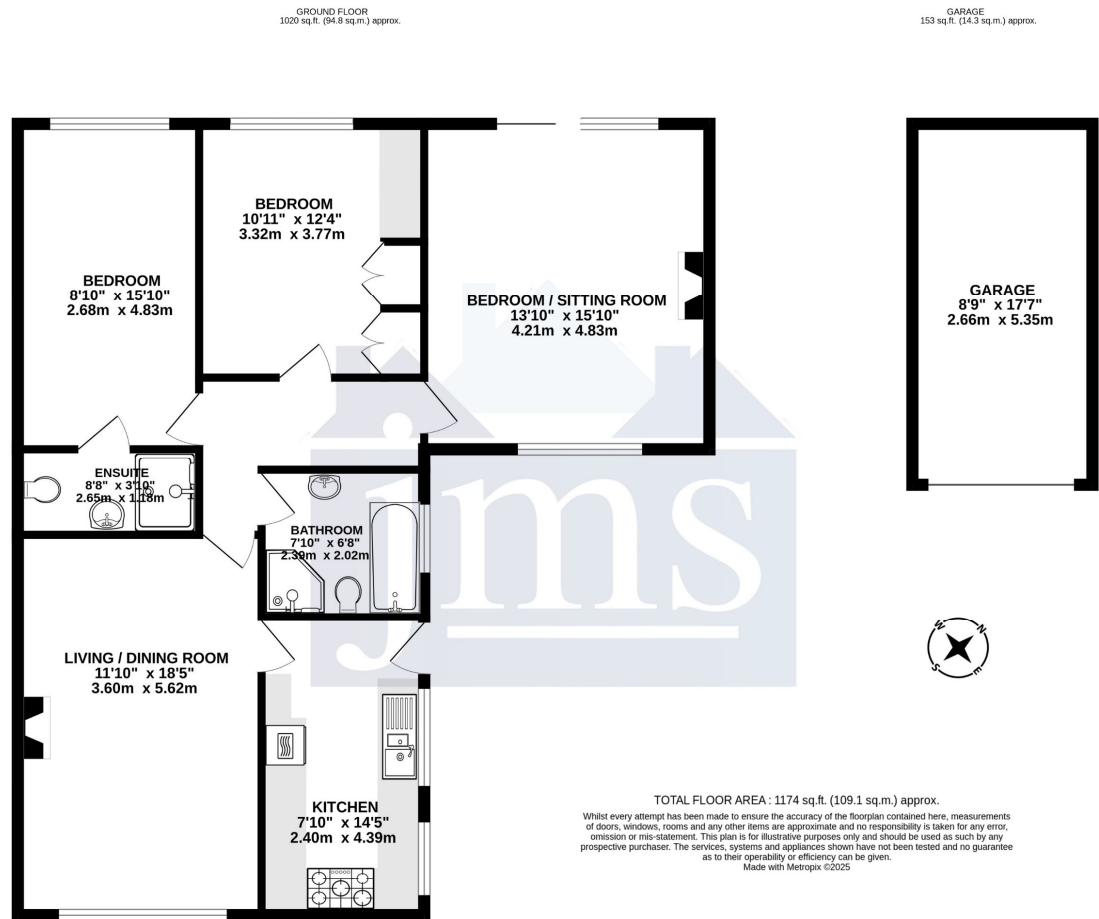 GROUND FLOOR
1020 sq.ft. (94.8 sq.m.) approx.
GARAGE
153 sq.ft. (14.3 sq.m.) approx.
BEDROOM
10'11" x 12'4"
3.32m x 3.77m
BEDROOM
8'10" x 15'10"
2.68m x 4.83m
BEDROOM / SITTING ROOM
13'10" x 15'10"
4.21m x 4.83m
GARAGE
8'9" x 17'7"
2.66m x 5.35m
ENSUITE
8'8" x 3'10"
2.65m x 1.18m
BATHROOM
7'10" x 6'8"
2.39m x 2.02m
jms
LIVING / DINING ROOM
11'10" x 18'5"
3.60m x 5.62m
W N
S E
KITCHEN
7'10" x 14'5"
2.40m x 4.39m
TOTAL FLOOR AREA : 1174 sq.ft. (109.1 sq.m.) approx.
Whilst every attempt has been made to ensure the accuracy of the floorplan contained here, measurements
of doors, windows, rooms and any other items are approximate and no responsibility is taken for any error,
omission or mis-statement. This plan is for illustrative purposes only and should be used as such by any
prospective purchaser. The services, systems and appliances shown have not been tested and no guarantee
as to their operability or efficiency can be given.
Made with Metropix ©2025